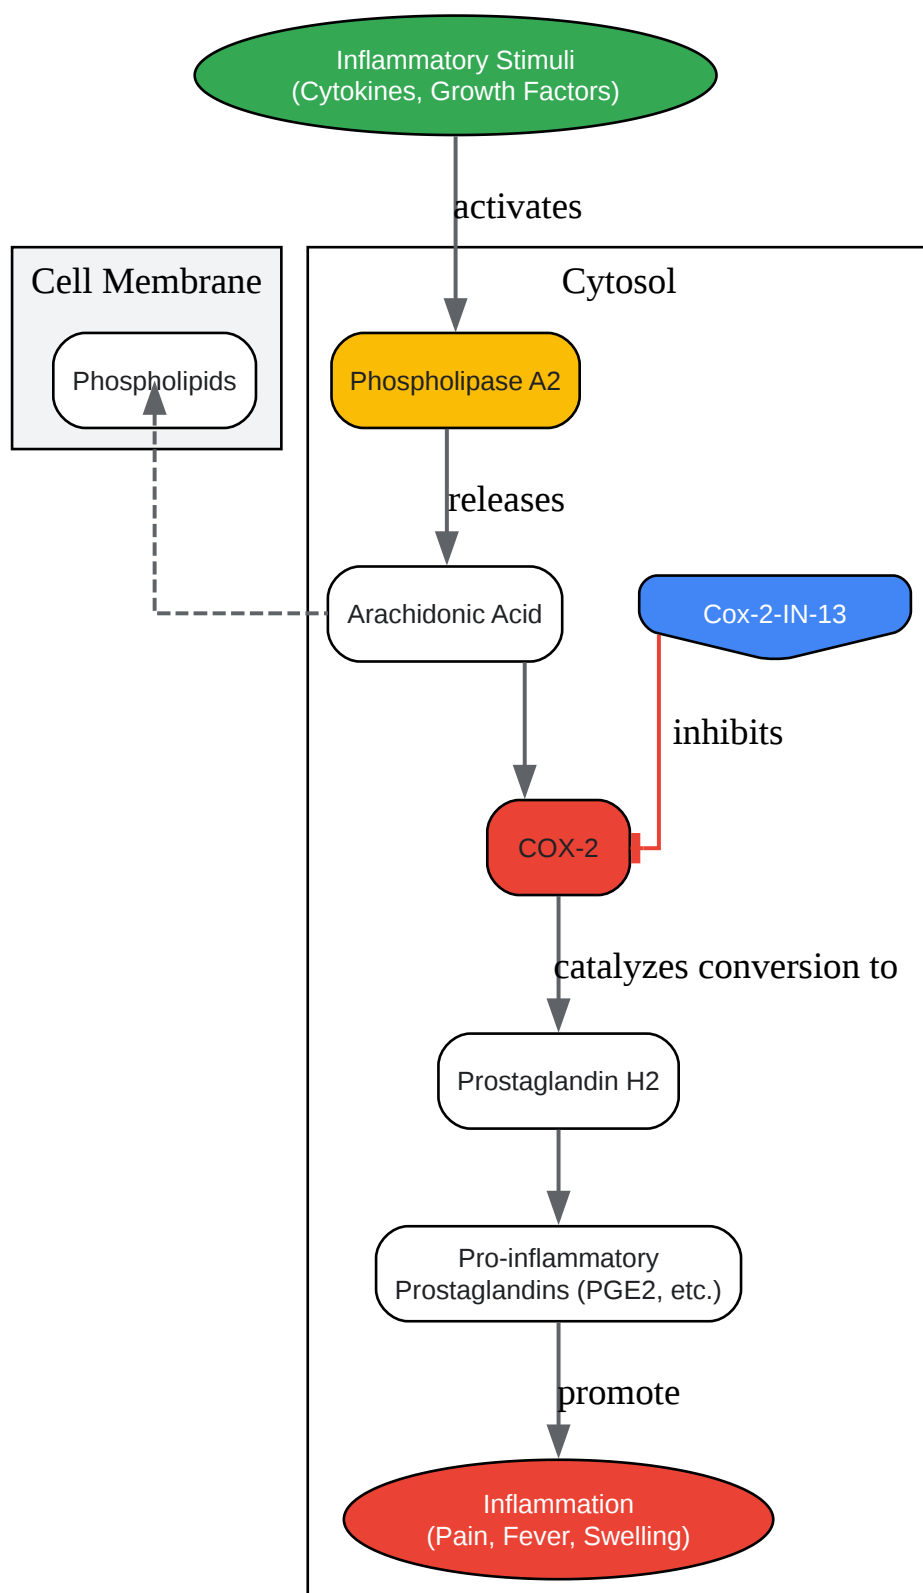 Inflammatory Stimuli
(Cytokines, Growth Factors)
activates
Cell Membrane
Cytosol
Phospholipids
Phospholipase A2
releases
Arachidonic Acid
Cox-2-IN-13
inhibits
COX-2
catalyzes conversion to
Prostaglandin H2
Pro-inflammatory
Prostaglandins (PGE2, etc.)
promote
Inflammation
(Pain, Fever, Swelling)